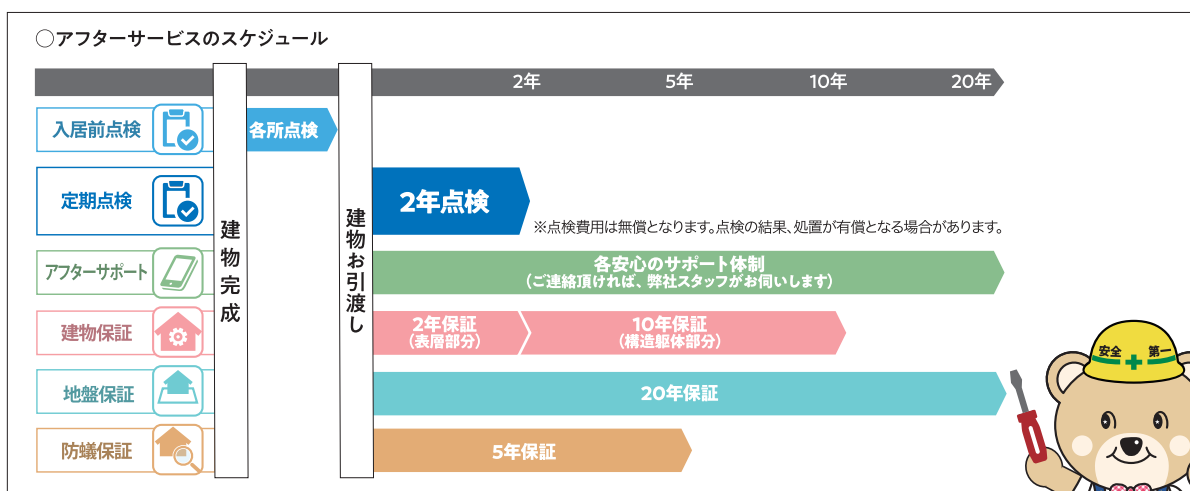 ○アフターサービスのスケジュール
2年 5年 10年 20年
入居前点検
各所点検
定期点検
2年点検
※点検費用は無償となります。点検の結果、処置が有償となる場合があります。
アフターサポート
各安心のサポート体制
（ご連絡頂ければ、弊社スタッフがお伺いします）
建物保証
2年保証
（表層部分）
10年保証
（構造躯体部分）
地盤保証
20年保証
防蟻保証
5年保証
建物完成
建物お引渡し
安全 第一